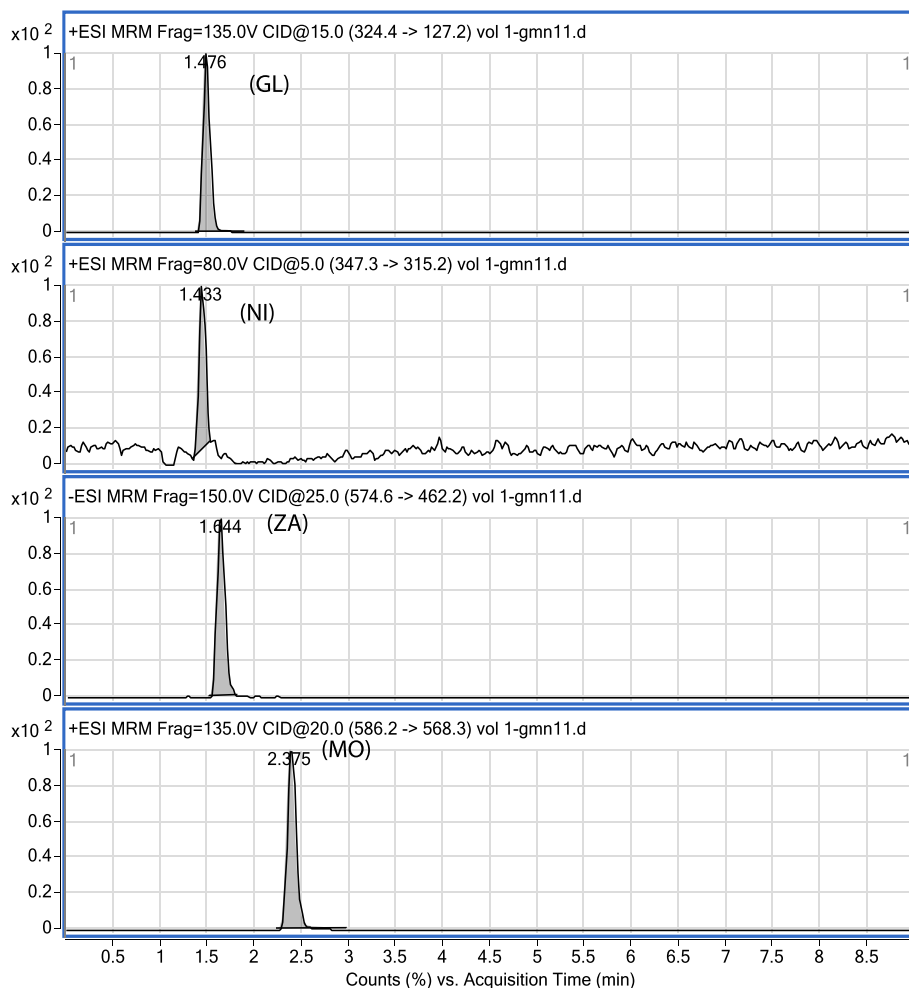 x10 2 +ESI MRM Frag=135.0V CID@15.0 (324.4 -> 127.2) vol 1-gmn11.d
1 1 1.476 (GL) 1
0.8
0.6
0.4
0.2
0
x10 2 +ESI MRM Frag=80.0V CID@5.0 (347.3 -> 315.2) vol 1-gmn11.d
1 1 1.433 (NI) 1
0.8
0.6
0.4
0.2
0
x10 2 -ESI MRM Frag=150.0V CID@25.0 (574.6 -> 462.2) vol 1-gmn11.d
1 1 1.644 (ZA) 1
0.8
0.6
0.4
0.2
0
x10 2 +ESI MRM Frag=135.0V CID@20.0 (586.2 -> 568.3) vol 1-gmn11.d
1 1 2.375 (MO) 1
0.8
0.6
0.4
0.2
0
0.5 1 1.5 2 2.5 3 3.5 4 4.5 5 5.5 6 6.5 7 7.5 8 8.5
Counts (%) vs. Acquisition Time (min)